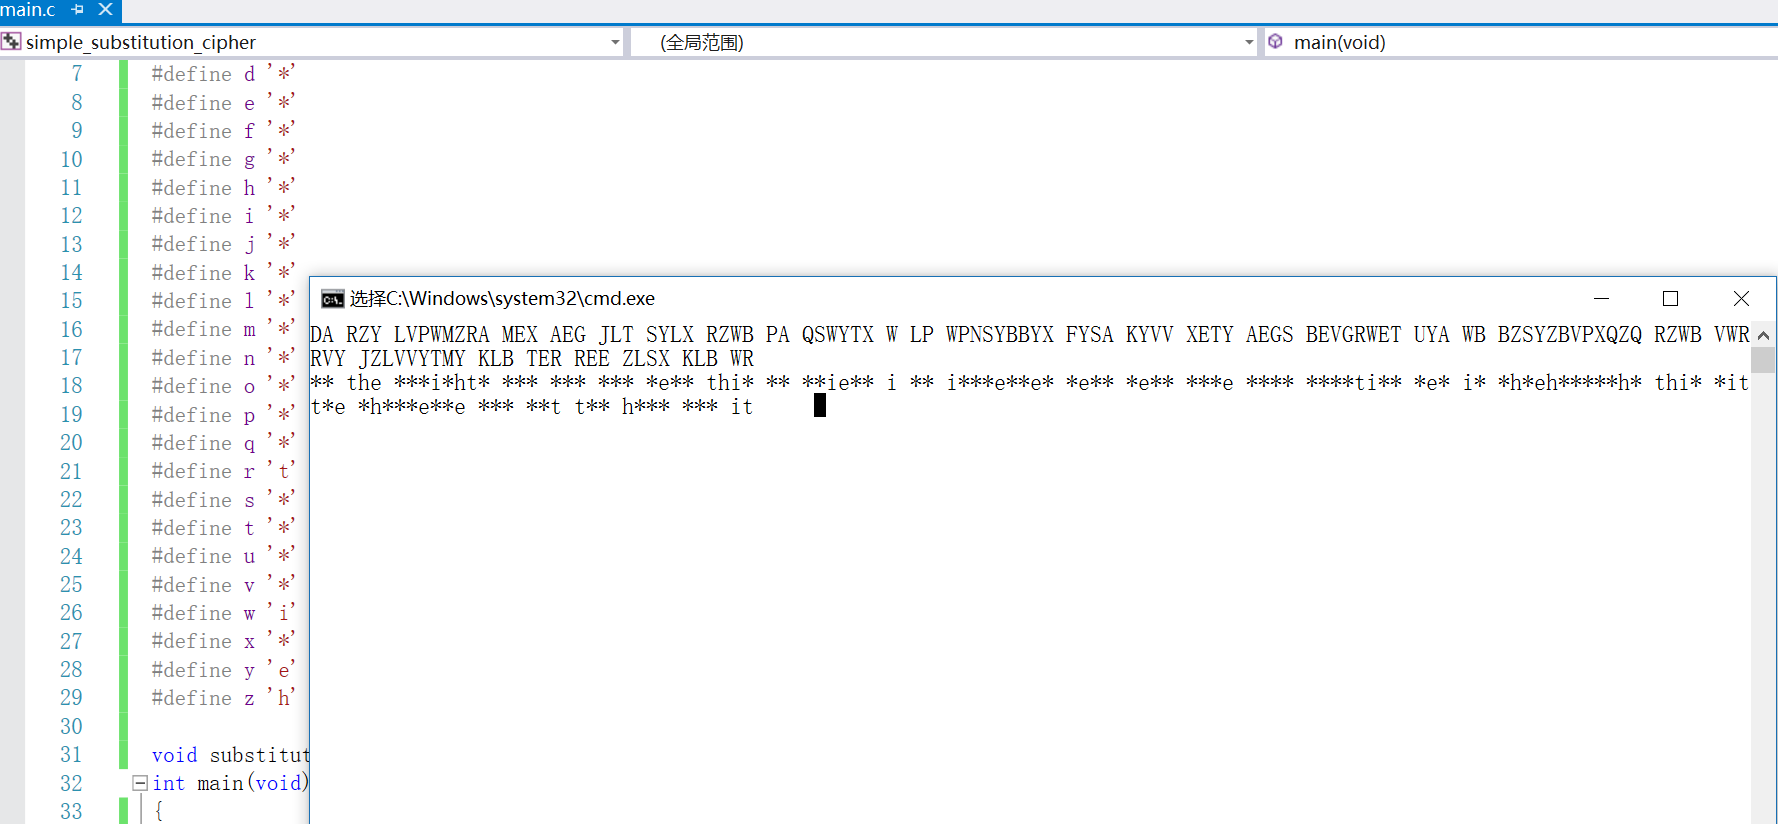 main.c
simple_substitution_cipher
(全局范围)
main(void)
7 #define d '*'
8 #define e '*'
9 #define f '*'
10 #define g '*'
11 #define h '*'
12 #define i '*'
13 #define j '*'
14 #define k '*'
15 #define l '*'
16 #define m '*'
17 #define n '*'
18 #define o '*'
19 #define p '*'
20 #define q '*'
21 #define r 't'
22 #define s '*'
23 #define t '*'
24 #define u '*'
25 #define v '*'
26 #define w 'i'
27 #define x '*'
28 #define y 'e'
29 #define z 'h'
30
31 void substitut
32 int main(void)
33 {
选择C:\Windows\system32\cmd.exe
DA RZY LVPWMZRA MEX AEG JLT SYLX RZWB PA QSWYTX W LP WPNSYBBYX FYSA KYVV XETY AEGS BEVGRWET UYA WB BZSYZBVPXQZQ RZWB VWR
RVY JZLVVYTMY KLB TER REE ZLSX KLB WR
** the ***i*ht* *** *** *** *e** thi* ** **ie** i ** i***e**e* *e** *e** ***e **** ****ti** *e* i* *h*eh*****h* thi* *it
t*e *h***e**e *** **t t** h*** *** it